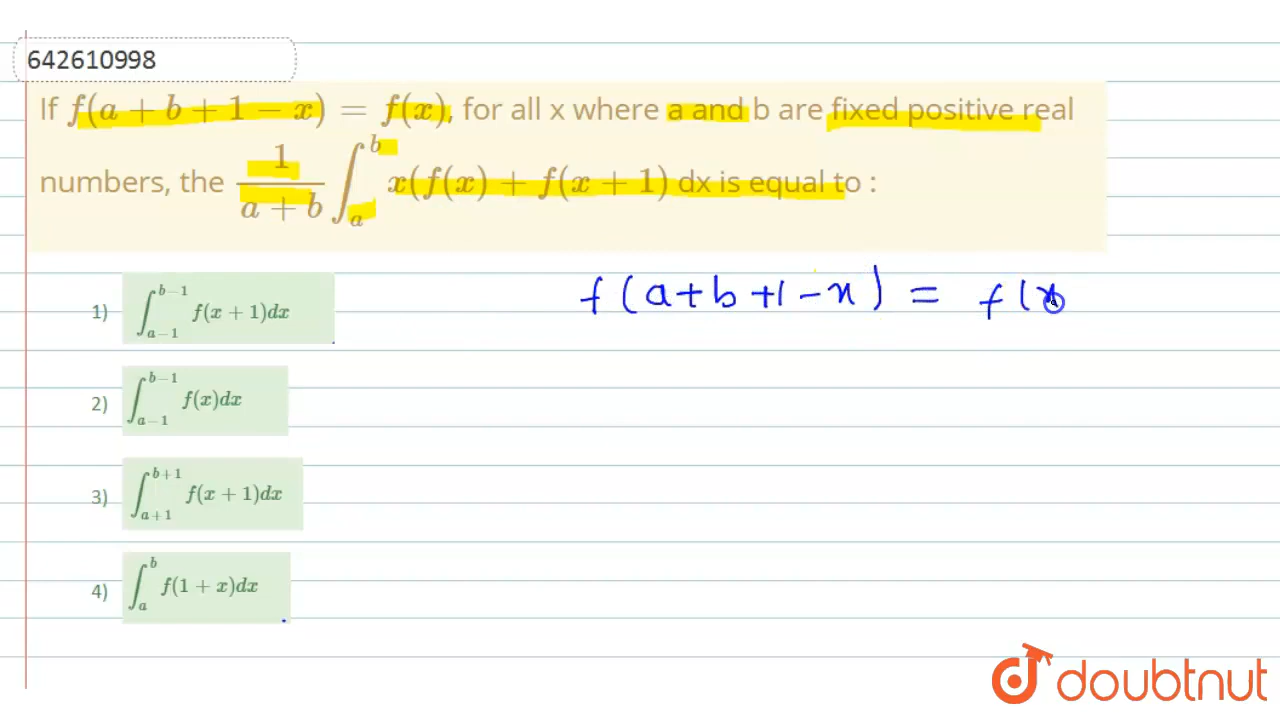 642610998
If f(a + b + 1 − x) = f(x), for all x where a and b are fixed positive real
numbers, the 1/(a + b) ∫_a^b x(f(x) + f(x + 1) dx is equal to :
f(a+b+1−x) = f(x
1) ∫_{a−1}^{b−1} f(x + 1)dx
2) ∫_{a−1}^{b−1} f(x)dx
3) ∫_{a+1}^{b+1} f(x + 1)dx
4) ∫_a^b f(1 + x)dx
doubtnut